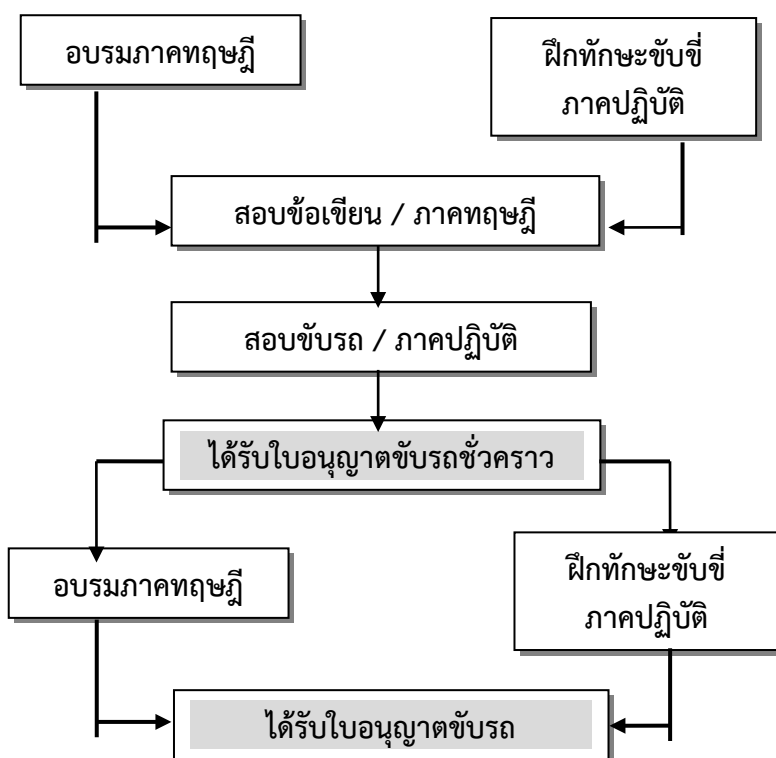 อบรมภาคทฤษฎี
ฝึกทักษะขับขี่
ภาคปฏิบัติ
สอบข้อเขียน / ภาคทฤษฎี
สอบขับรถ / ภาคปฏิบัติ
ได้รับใบอนุญาตขับรถชั่วคราว
อบรมภาคทฤษฎี
ฝึกทักษะขับขี่
ภาคปฏิบัติ
ได้รับใบอนุญาตขับรถ